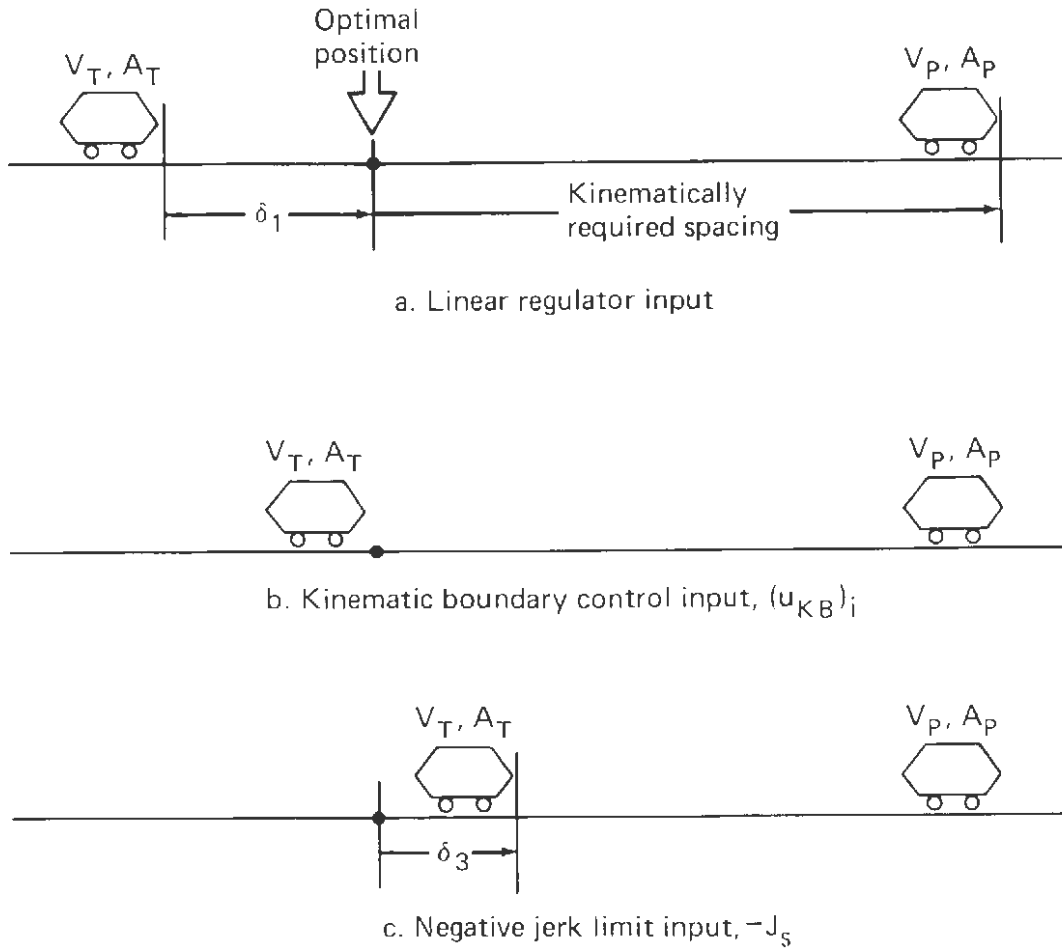 Optimal
position
V_T, A_T
V_P, A_P
δ_1
Kinematically
required spacing
a. Linear regulator input
V_T, A_T
V_P, A_P
b. Kinematic boundary control input, (u_KB)_i
V_T, A_T
V_P, A_P
δ_3
c. Negative jerk limit input, -J_s